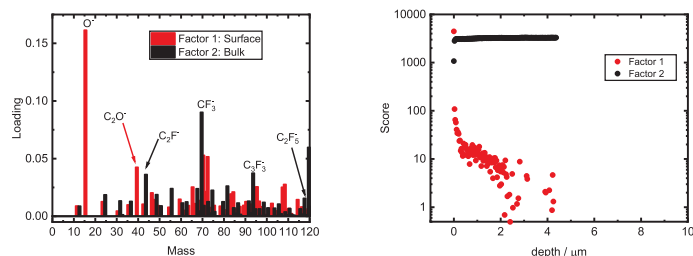 O⁻
Factor 1: Surface
Factor 2: Bulk
CF₃⁻
C₂O⁻
C₂F⁻
C₃F₃⁻
C₂F₅⁻
0.15
0.10
0.05
0.00
Loading
0 10 20 30 40 50 60 70 80 90 100 110 120
Mass
10000
1000
100
10
1
Score
Factor 1
Factor 2
0 2 4 6 8 10
depth / µm